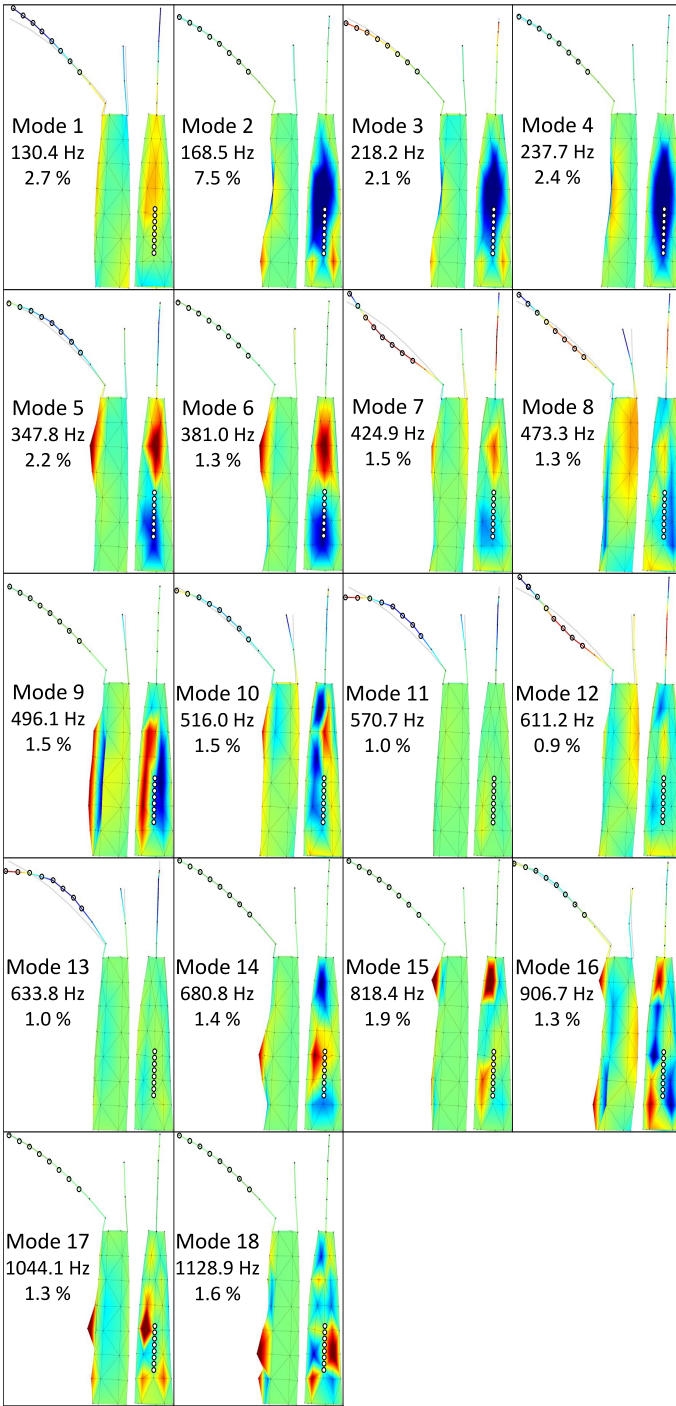 Mode 1
130.4 Hz
2.7 %
Mode 2
168.5 Hz
7.5 %
Mode 3
218.2 Hz
2.1 %
Mode 4
237.7 Hz
2.4 %
Mode 5
347.8 Hz
2.2 %
Mode 6
381.0 Hz
1.3 %
Mode 7
424.9 Hz
1.5 %
Mode 8
473.3 Hz
1.3 %
Mode 9
496.1 Hz
1.5 %
Mode 10
516.0 Hz
1.5 %
Mode 11
570.7 Hz
1.0 %
Mode 12
611.2 Hz
0.9 %
Mode 13
633.8 Hz
1.0 %
Mode 14
680.8 Hz
1.4 %
Mode 15
818.4 Hz
1.9 %
Mode 16
906.7 Hz
1.3 %
Mode 17
1044.1 Hz
1.3 %
Mode 18
1128.9 Hz
1.6 %